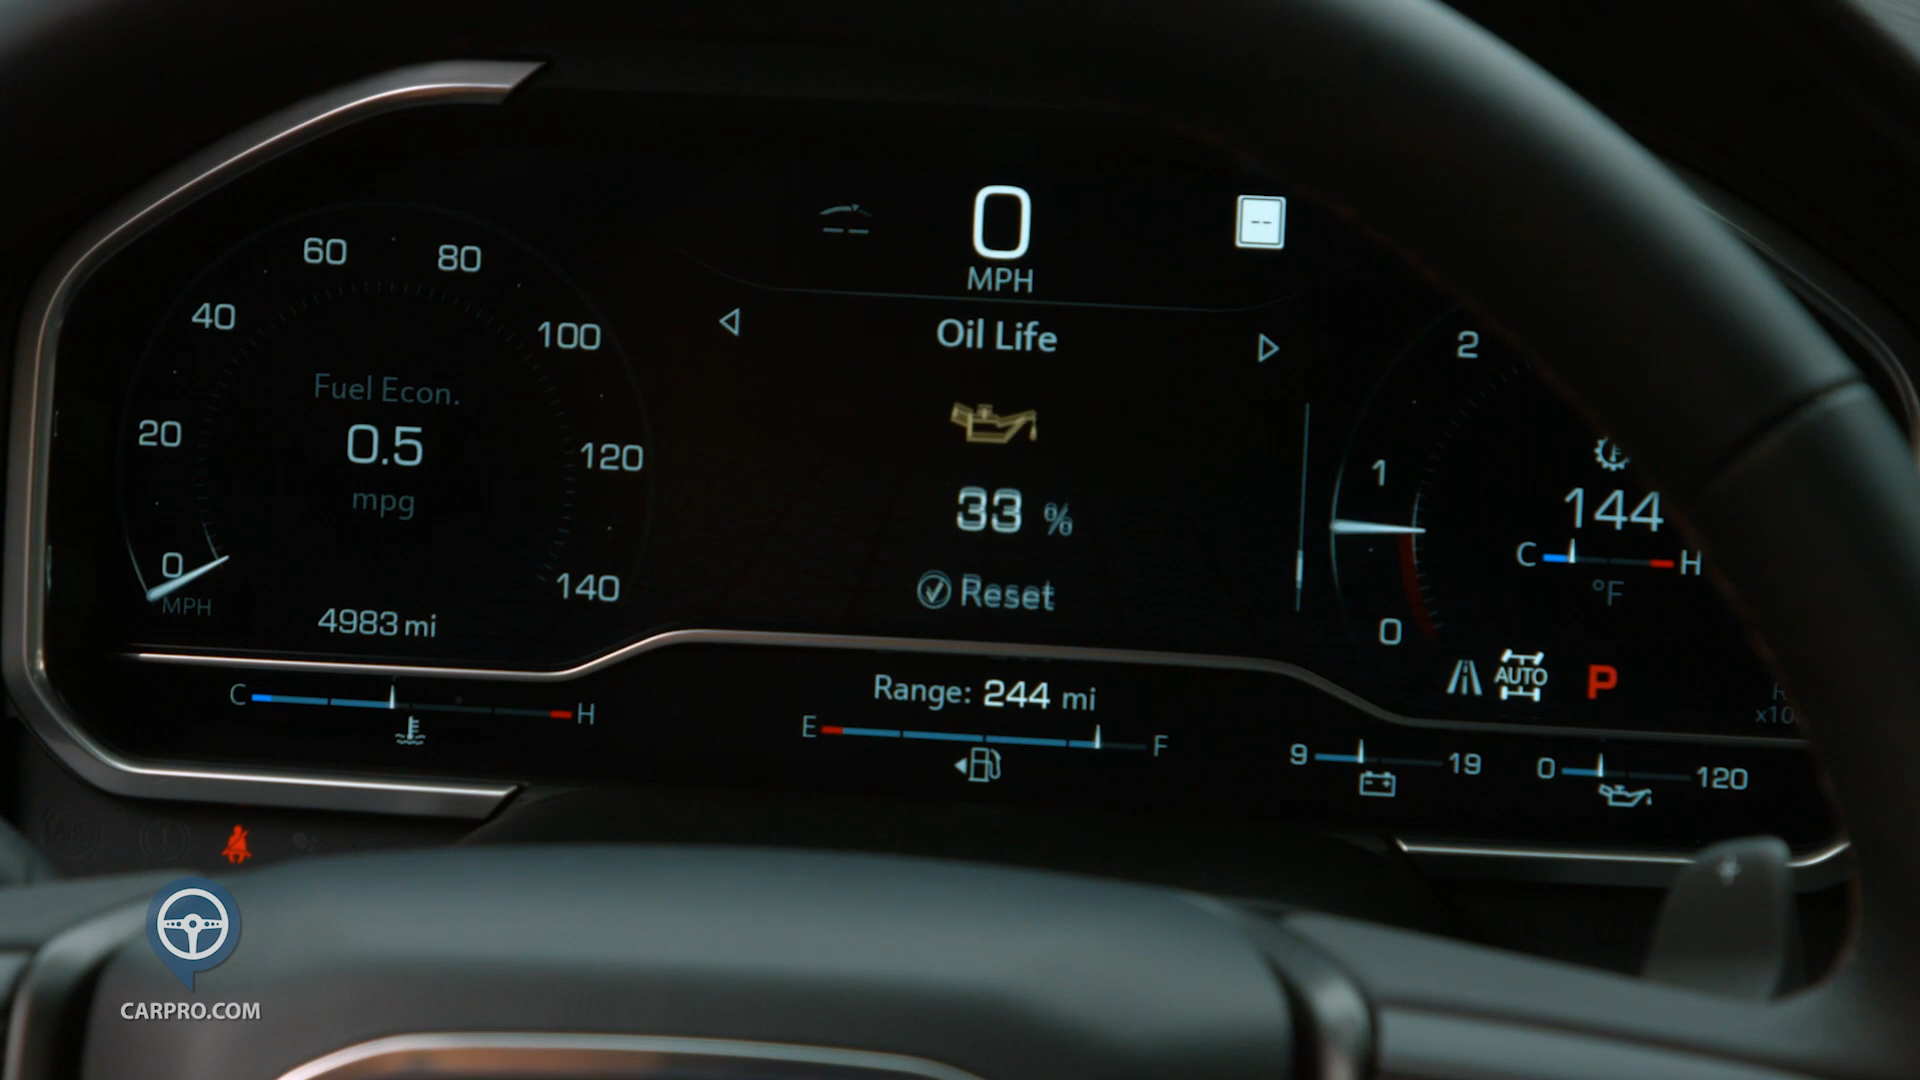 0
MPH
Oil Life
33 %
Reset
60
80
40
100
Fuel Econ.
0.5
mpg
20
120
0
MPH
140
4983 mi
2
1
0
144
C
H
°F
AUTO
P
C
H
Range: 244 mi
E
F
9
19
0
120
CARPRO.COM